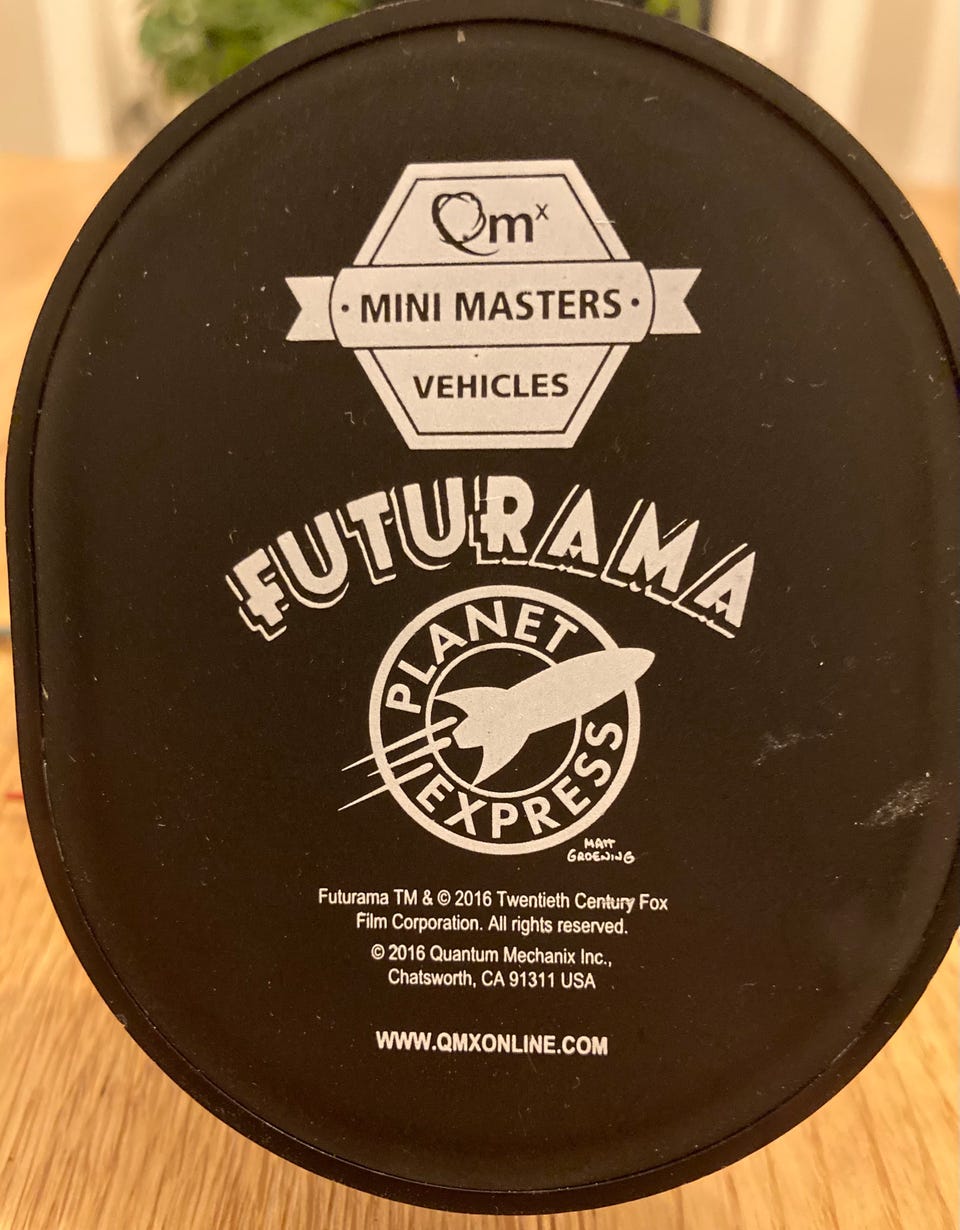 Qmx
· MINI MASTERS ·
VEHICLES
FUTURAMA
PLANET
EXPRESS
MATT
GROENING
Futurama TM & © 2016 Twentieth Century Fox
Film Corporation. All rights reserved.
© 2016 Quantum Mechanix Inc.,
Chatsworth, CA 91311 USA
WWW.QMXONLINE.COM